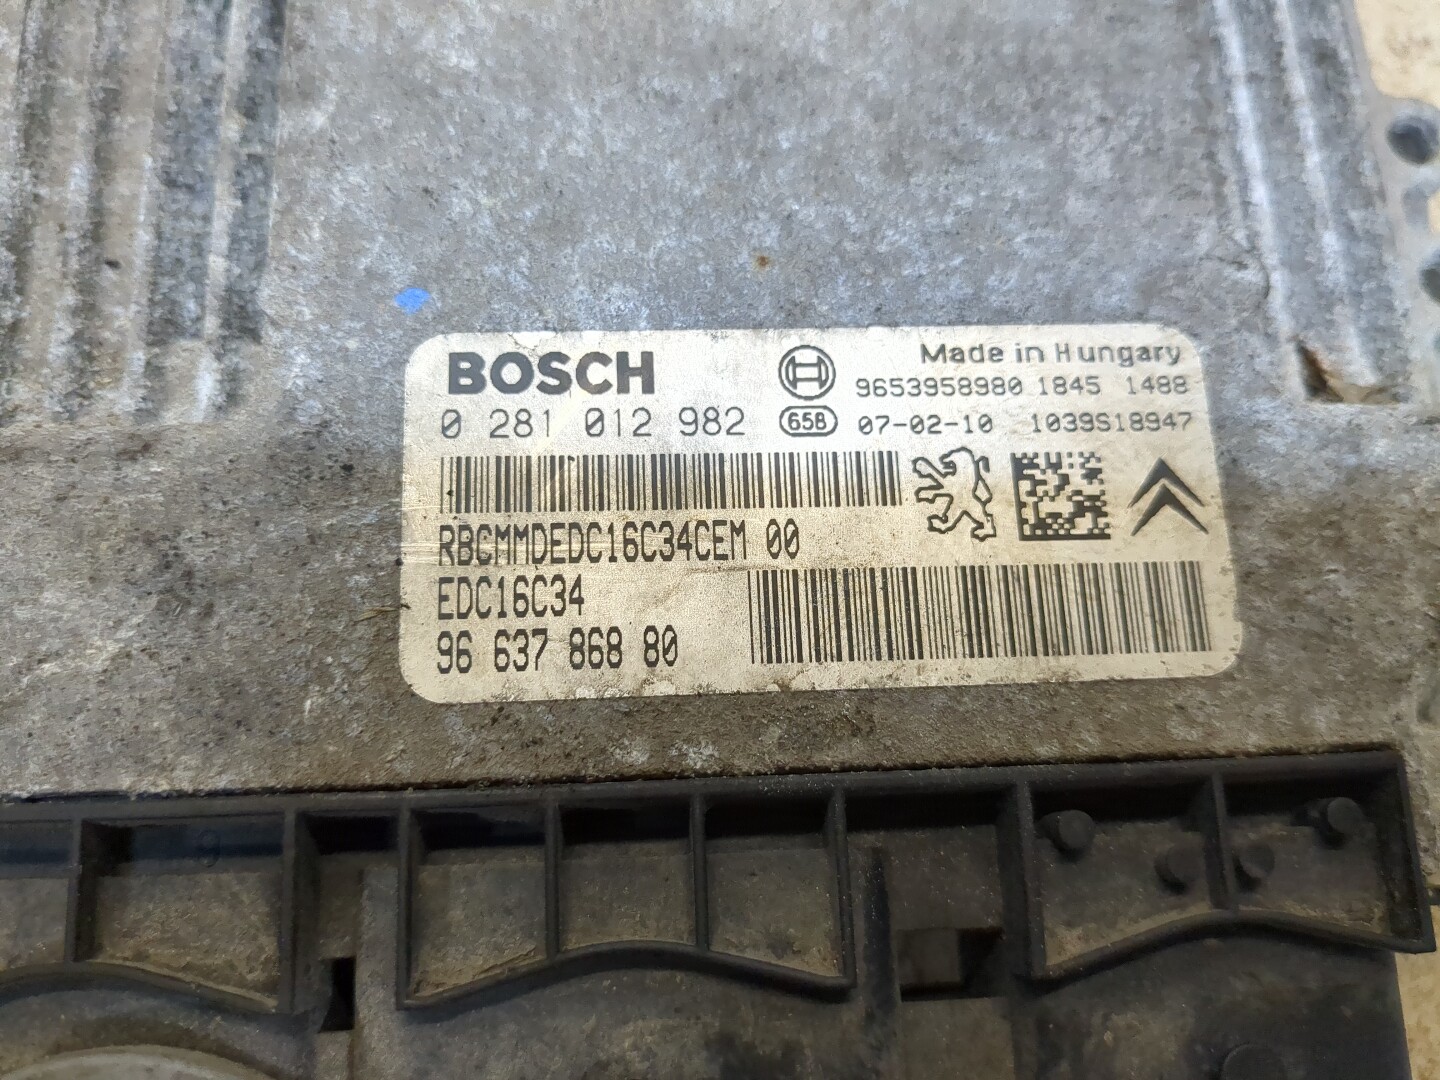 BOSCH
Made in Hungary
9653958980 1845 1488
0 281 012 982
65B
07-02-10 1039S18947
RBCMMDEDC16C34CEM 00
EDC16C34
96 637 868 80